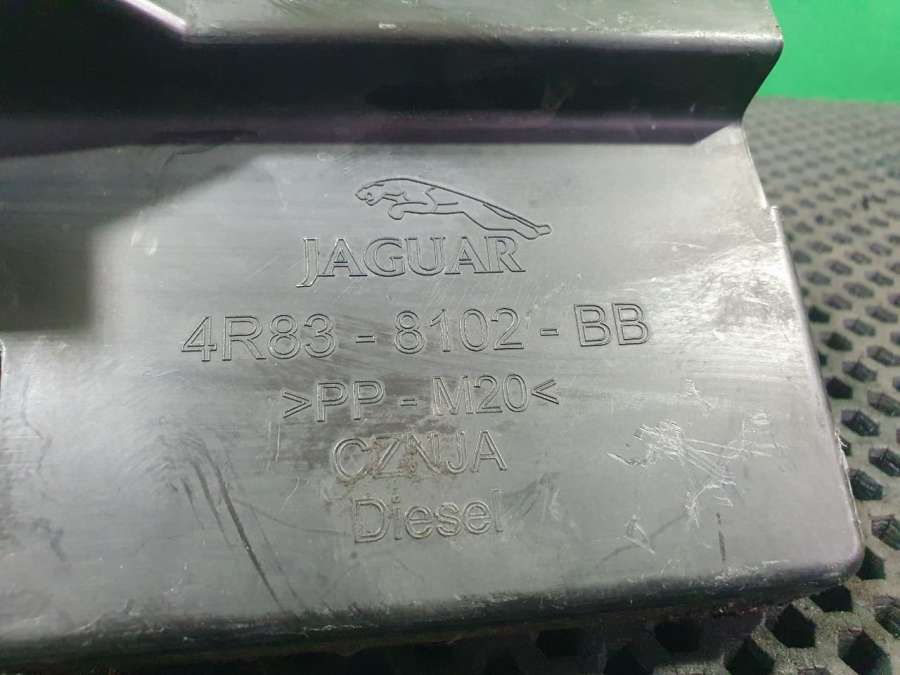 JAGUAR
4R83 - 8102 - BB
>PP - M20<
CZNJA
Diesel